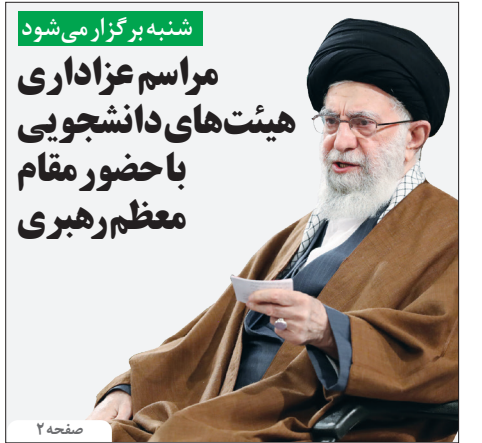 شنبه برگزار می‌شود
مراسم عزاداری
هیئت‌های دانشجویی
با حضور مقام
معظم رهبری
صفحه ۲